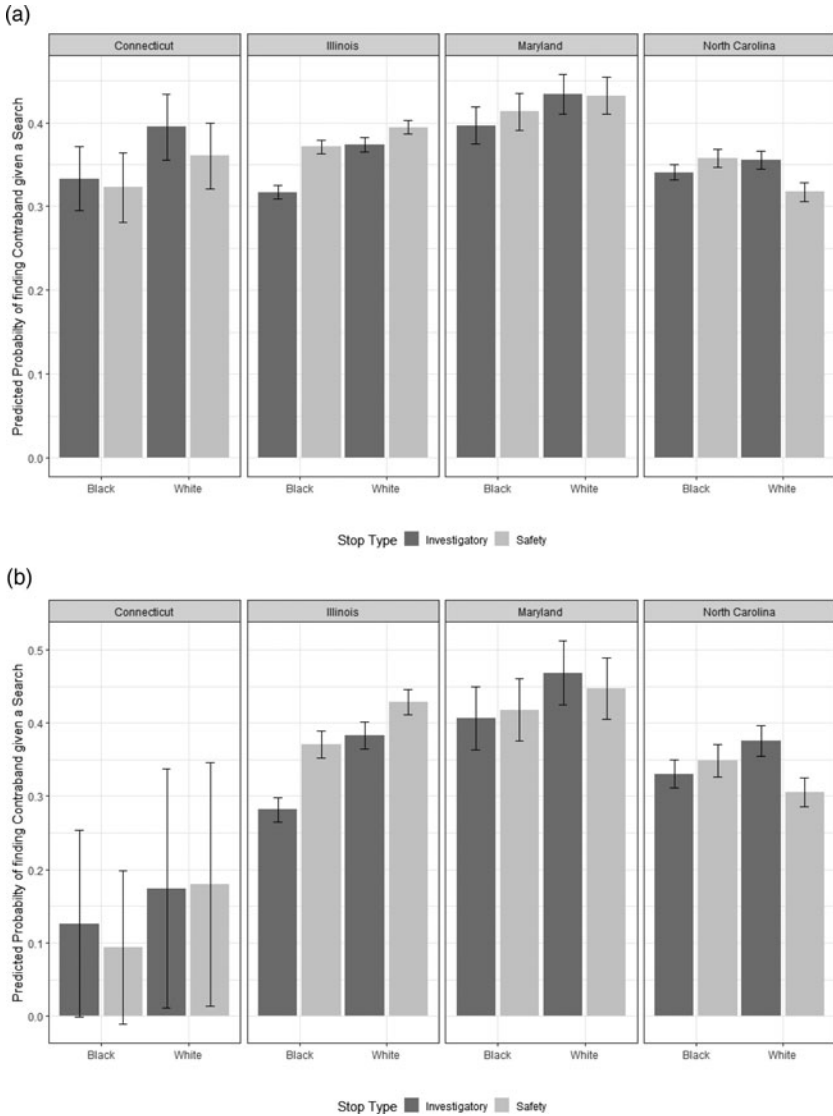 (a)
Connecticut Illinois Maryland North Carolina
Predicted Probabilty of finding Contraband given a Search
0.4
0.3
0.2
0.1
0.0
Black White Black White Black White Black White
Stop Type Investigatory Safety
(b)
Connecticut Illinois Maryland North Carolina
Predicted Probabilty of finding Contraband given a Search
0.5
0.4
0.3
0.2
0.1
0.0
Black White Black White Black White Black White
Stop Type Investigatory Safety